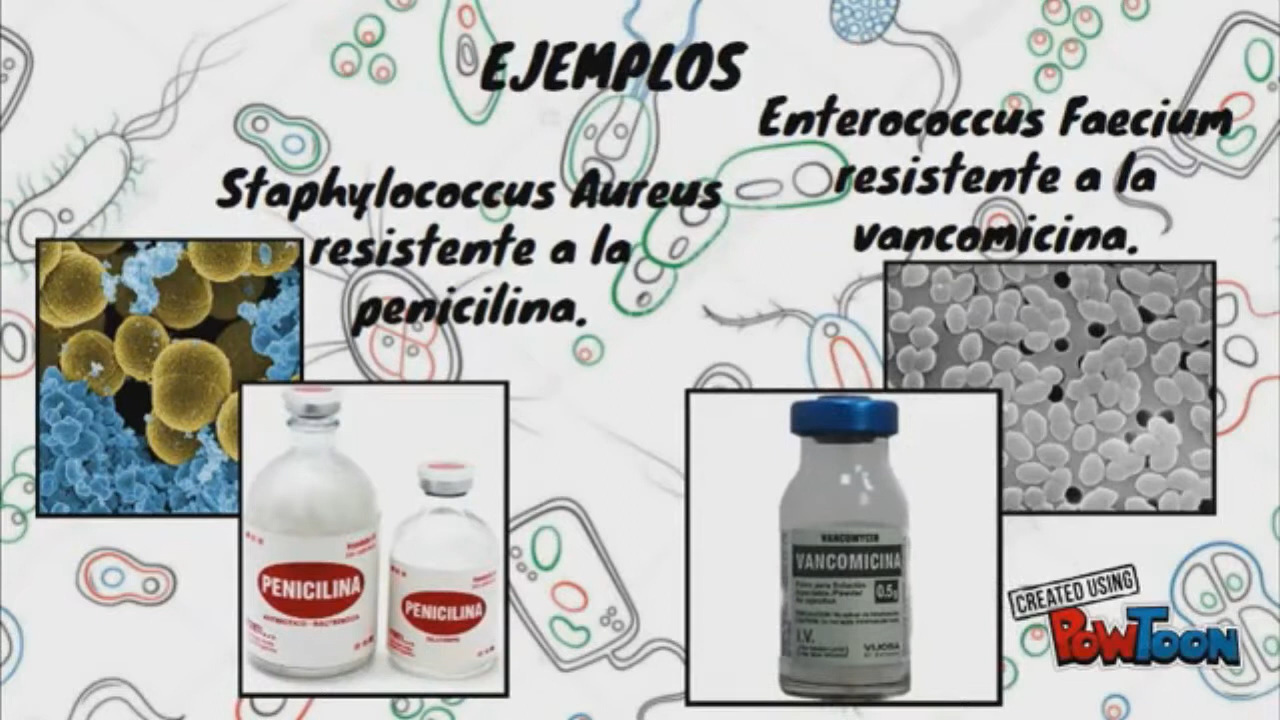 EJEMPLOS
Staphylococcus Aureus
resistente a la
penicilina.
Enterococcus Faecium
resistente a la
vancomicina.
PENICILINA
PENICILINA
VANCOMYCIN
VANCOMICINA
0.5g
I.V.
CREATED USING
POWTOON